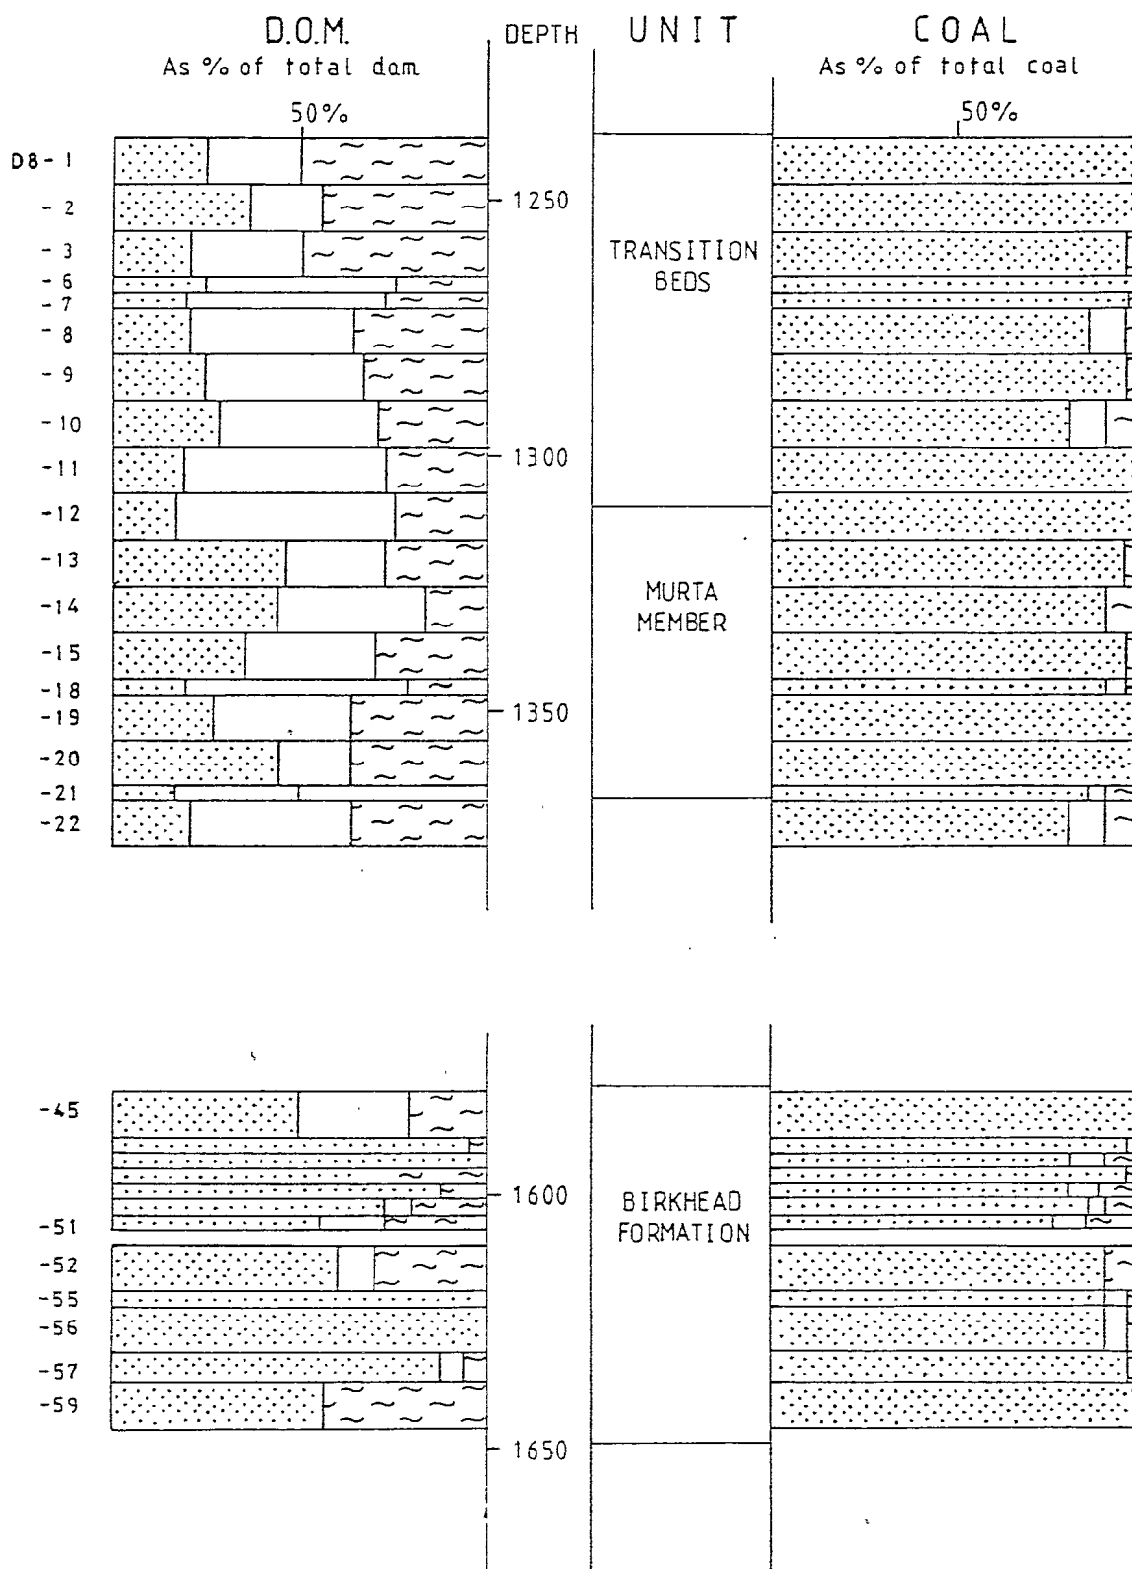 D.O.M. DEPTH UNIT COAL
As % of total dom As % of total coal
50% 50%
D8-1
-2 1250
-3 TRANSITION
-6 BEDS
-7
-8
-9
-10
-11 1300
-12
-13
-14 MURTA
-15 MEMBER
-18
-19 1350
-20
-21
-22
-45
1600 BIRKHEAD
-51 FORMATION
-52
-55
-56
-57
-59
1650